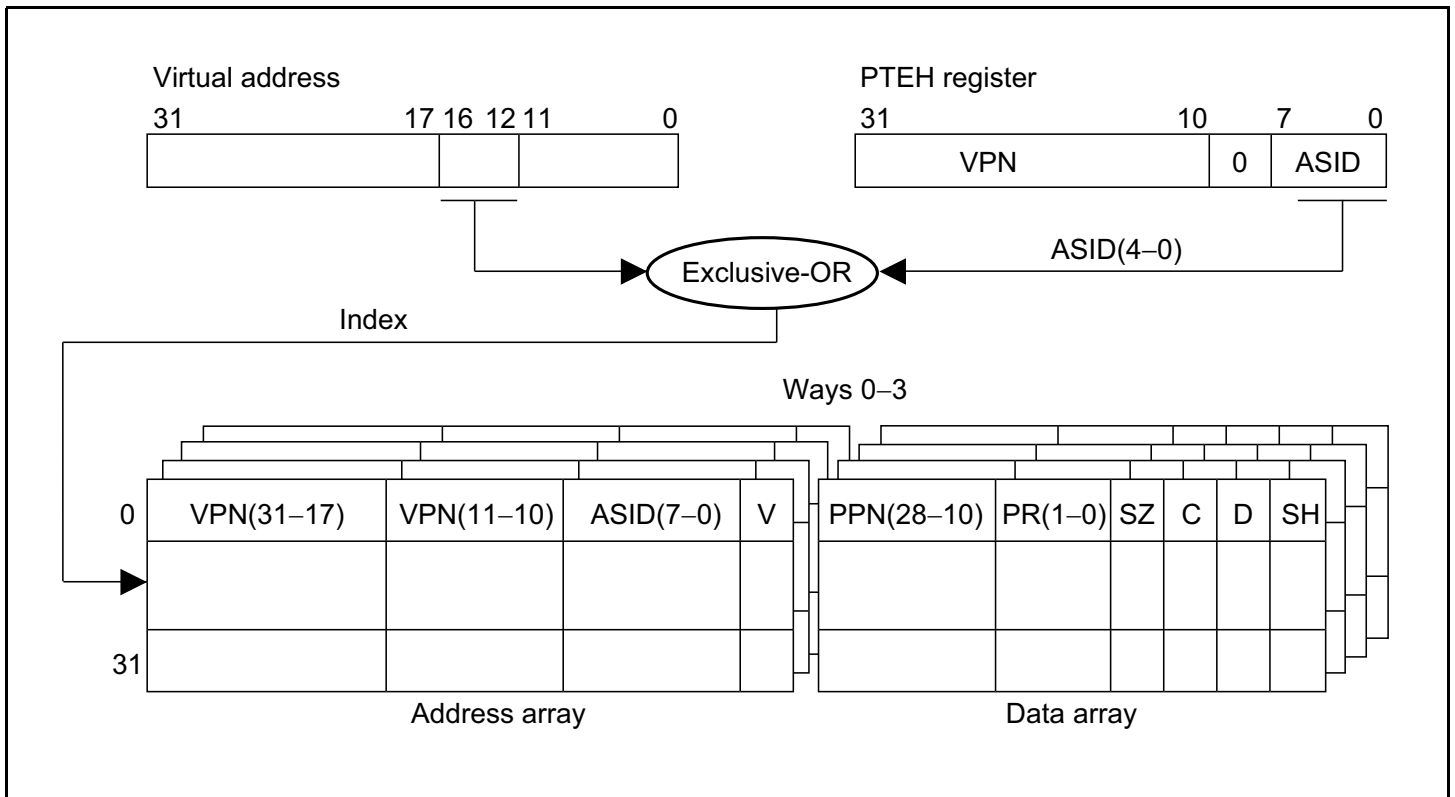 Virtual address
31 17 16 12 11 0
PTEH register
31 10 7 0
VPN 0 ASID
Exclusive-OR
ASID(4–0)
Index
Ways 0–3
0 VPN(31–17) VPN(11–10) ASID(7–0) V PPN(28–10) PR(1–0) SZ C D SH
31
Address array
Data array